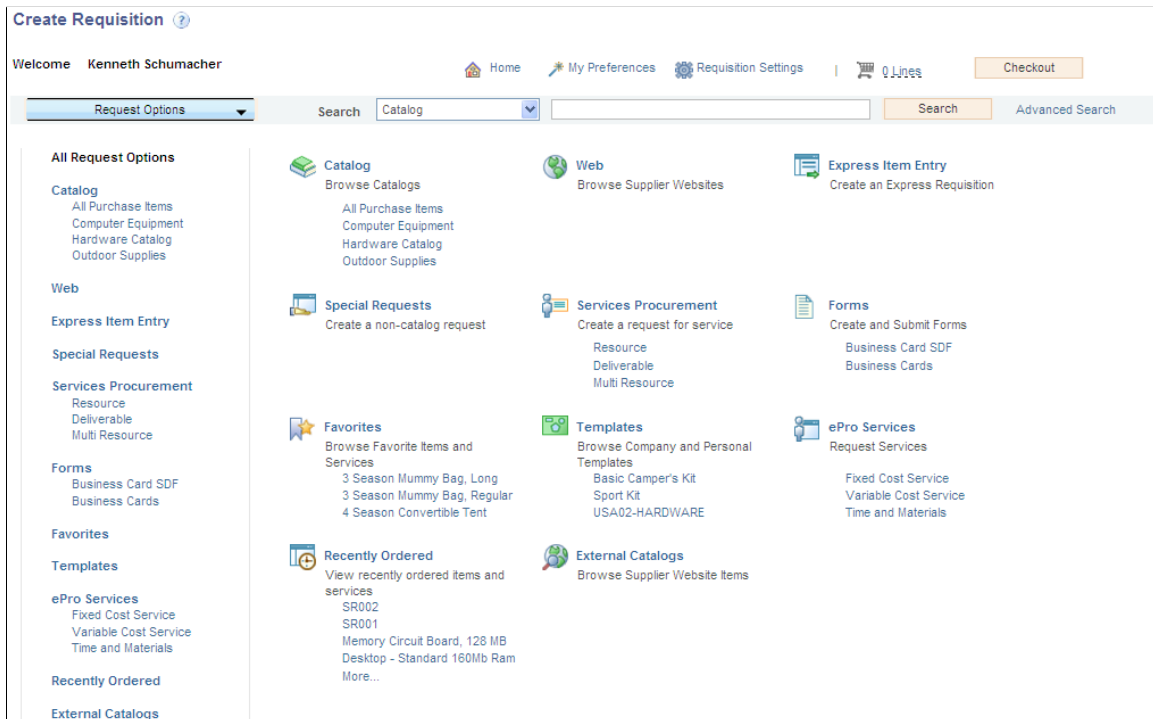 Create Requisition ?
Welcome Kenneth Schumacher
Home My Preferences Requisition Settings | 0 Lines Checkout
Request Options Search Catalog Search Advanced Search
All Request Options
Catalog
All Purchase Items
Computer Equipment
Hardware Catalog
Outdoor Supplies
Web
Express Item Entry
Special Requests
Services Procurement
Resource
Deliverable
Multi Resource
Forms
Business Card SDF
Business Cards
Favorites
Templates
ePro Services
Fixed Cost Service
Variable Cost Service
Time and Materials
Recently Ordered
External Catalogs
Catalog
Browse Catalogs
All Purchase Items
Computer Equipment
Hardware Catalog
Outdoor Supplies
Web
Browse Supplier Websites
Express Item Entry
Create an Express Requisition
Special Requests
Create a non-catalog request
Services Procurement
Create a request for service
Resource
Deliverable
Multi Resource
Forms
Create and Submit Forms
Business Card SDF
Business Cards
Favorites
Browse Favorite Items and
Services
3 Season Mummy Bag, Long
3 Season Mummy Bag, Regular
4 Season Convertible Tent
Templates
Browse Company and Personal
Templates
Basic Camper's Kit
Sport Kit
USA02-HARDWARE
ePro Services
Request Services
Fixed Cost Service
Variable Cost Service
Time and Materials
Recently Ordered
View recently ordered items and
services
SR002
SR001
Memory Circuit Board, 128 MB
Desktop - Standard 160Mb Ram
More...
External Catalogs
Browse Supplier Website Items